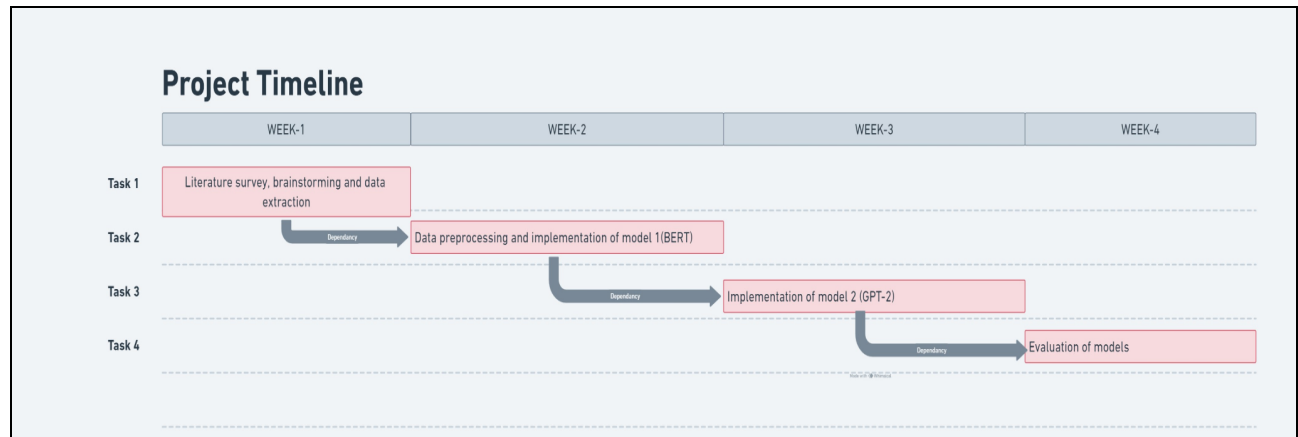 Project Timeline
WEEK-1
WEEK-2
WEEK-3
WEEK-4
Task 1
Literature survey, brainstorming and data
extraction
Task 2
Dependancy
Data preprocessing and implementation of model 1(BERT)
Task 3
Dependancy
Implementation of model 2 (GPT-2)
Task 4
Dependancy
Evaluation of models
Made with